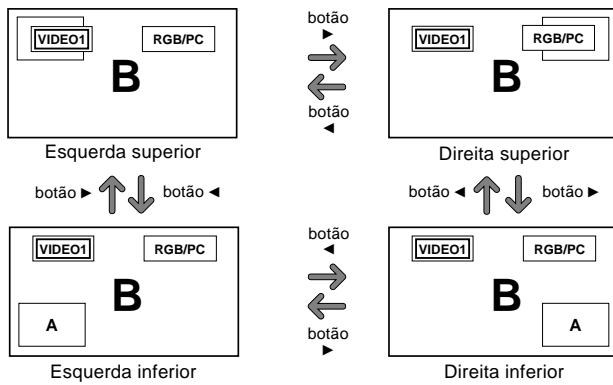 VIDEO1 RGB/PC
B
Esquerda superior
botão
►
botão
◄
VIDEO1 RGB/PC
B
Direita superior
botão ► botão ◄
botão ◄ botão ►
VIDEO1 RGB/PC
B
A
Esquerda inferior
botão
◄
botão
►
VIDEO1 RGB/PC
B
A
Direita inferior